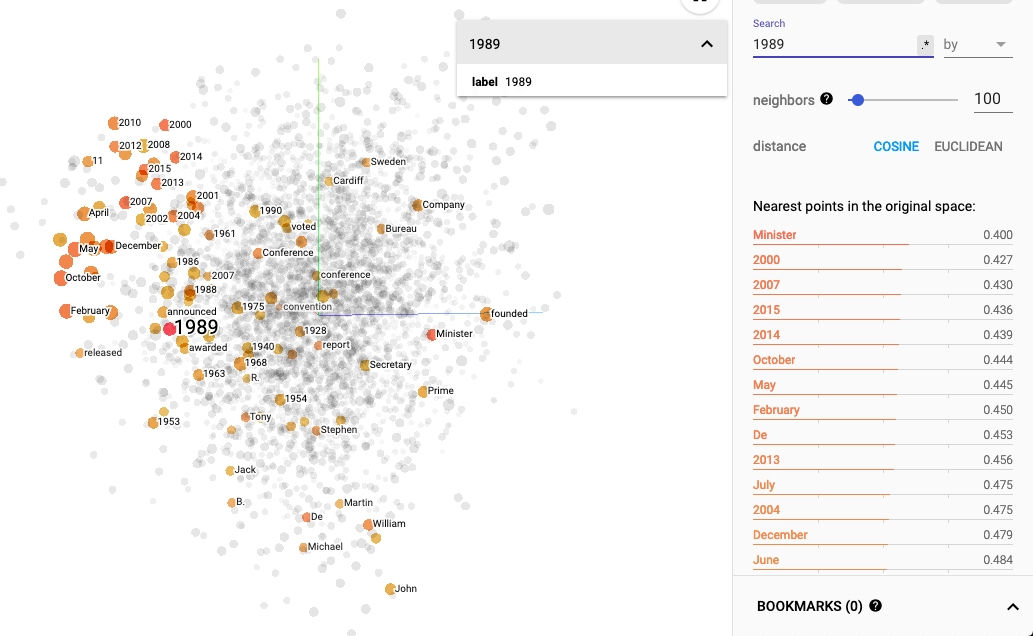 1989
label 1989
2010
2000
2012
2008
11
2014
2015
2013
Sweden
Cardiff
2001
2007
April
2002
2004
1990
Company
voted
Bureau
1961
May
December
Conference
1986
October
2007
conference
1988
1975
convention
February
announced
founded
1989
1928
Minister
released
awarded
1940
report
1968
Secretary
1963
R.
Prime
1954
1953
Tony
Stephen
Jack
B.
Martin
De
William
Michael
John
Search
1989 .* by
neighbors ? 100
distance COSINE EUCLIDEAN
Nearest points in the original space:
Minister 0.400
2000 0.427
2007 0.430
2015 0.436
2014 0.439
October 0.444
May 0.445
February 0.450
De 0.453
2013 0.456
July 0.475
2004 0.475
December 0.479
June 0.484
BOOKMARKS (0) ?